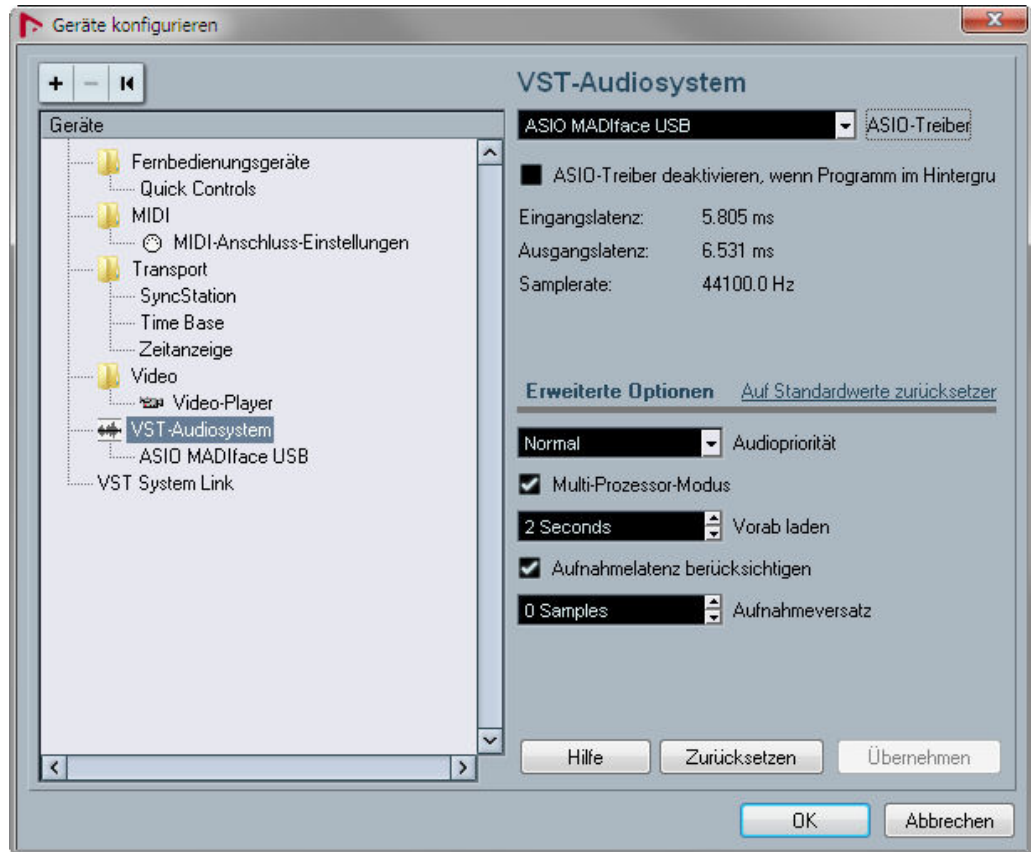 Geräte konfigurieren
VST-Audiosystem
Geräte
Fernbedienungsgeräte
Quick Controls
MIDI
MIDI-Anschluss-Einstellungen
Transport
SyncStation
Time Base
Zeitanzeige
Video
Video-Player
VST-Audiosystem
ASIO MADIface USB
VST System Link
ASIO MADIface USB ASIO-Treiber
ASIO-Treiber deaktivieren, wenn Programm im Hintergru
Eingangslatenz: 5.805 ms
Ausgangslatenz: 6.531 ms
Samplerate: 44100.0 Hz
Erweiterte Optionen Auf Standardwerte zurücksetzer
Normal Audiopriorität
Multi-Prozessor-Modus
2 Seconds Vorab laden
Aufnahmelatenz berücksichtigen
0 Samples Aufnahmeversatz
Hilfe Zurücksetzen Übernehmen
OK Abbrechen